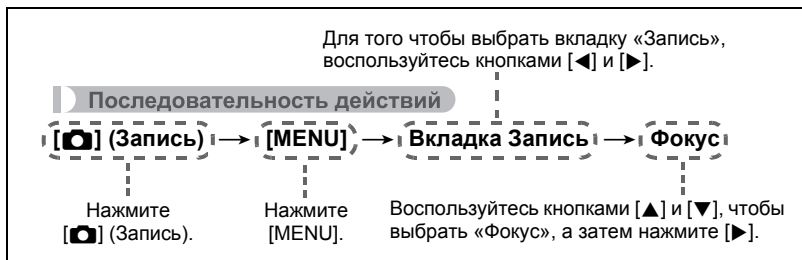 Для того чтобы выбрать вкладку «Запись»,
воспользуйтесь кнопками [◀] и [▶].
Последовательность действий
[📷] (Запись) → [MENU] → Вкладка Запись → Фокус
Нажмите
[📷] (Запись).
Нажмите
[MENU].
Воспользуйтесь кнопками [▲] и [▼], чтобы
выбрать «Фокус», а затем нажмите [▶].